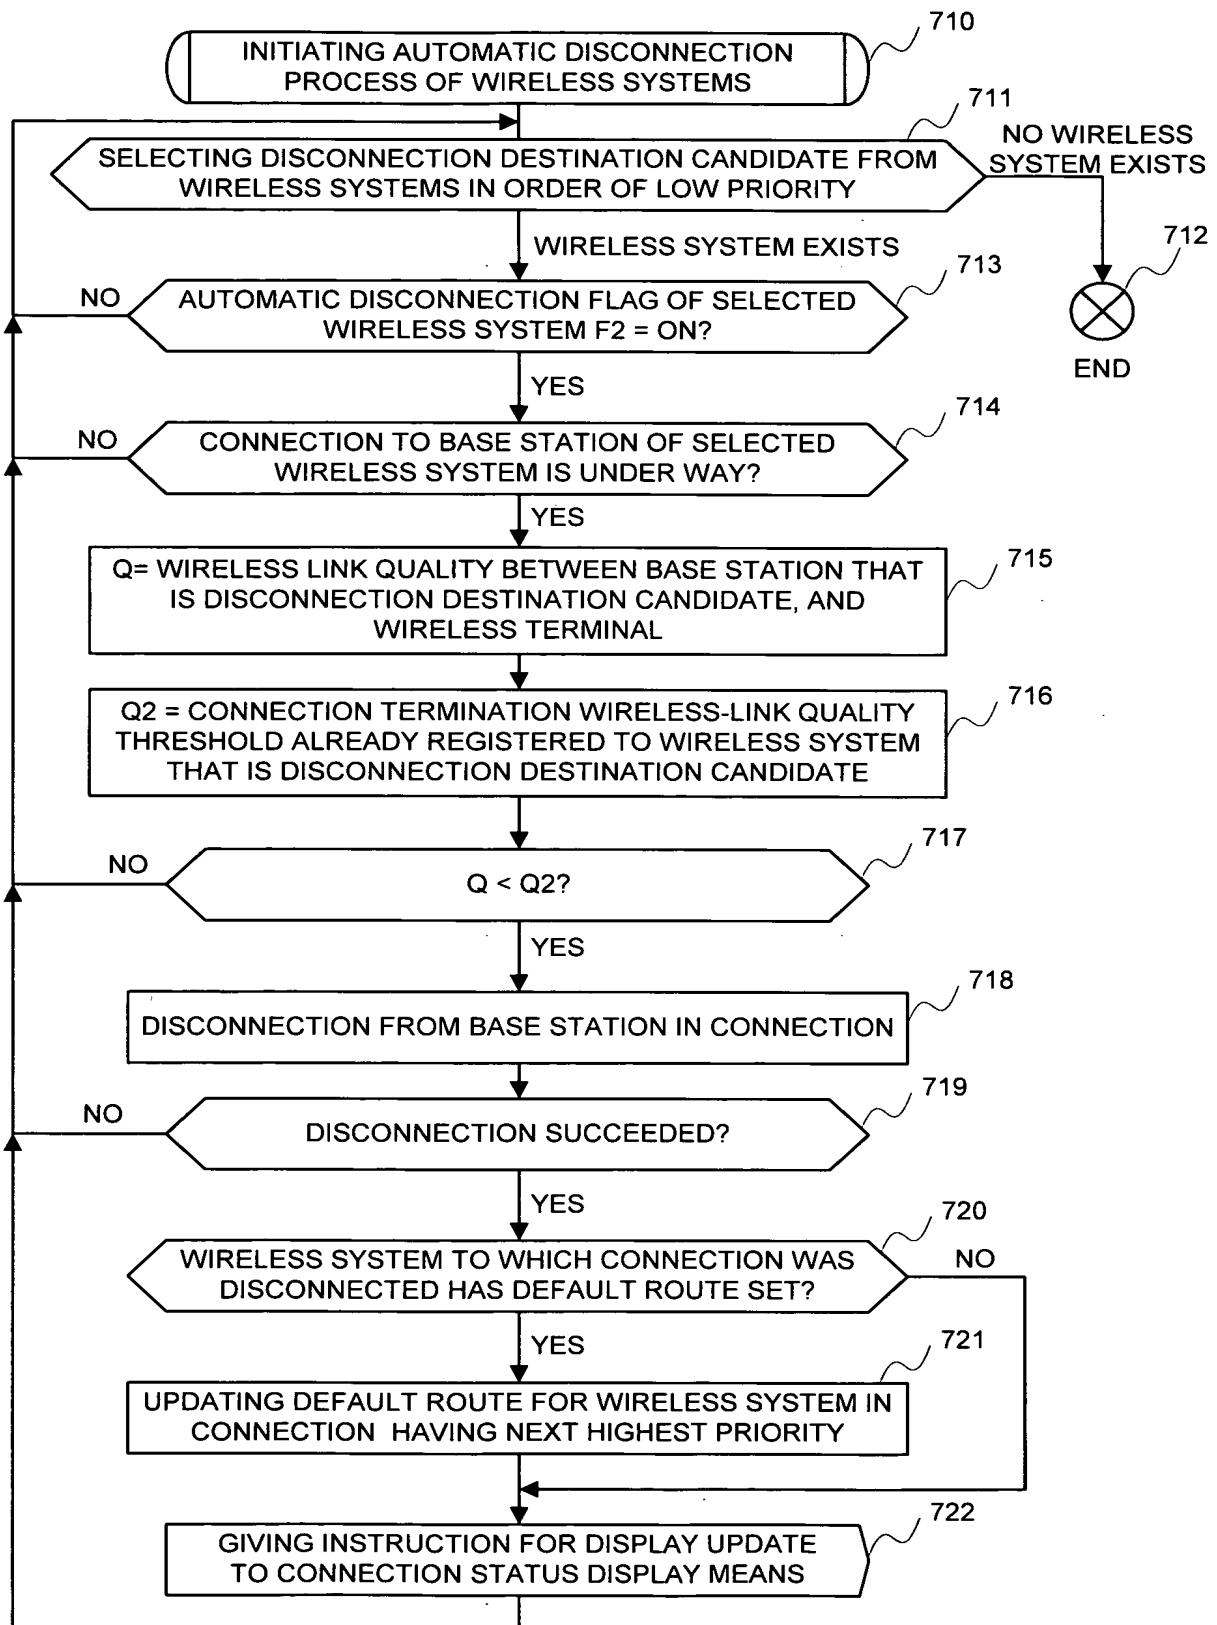 710
INITIATING AUTOMATIC DISCONNECTION
PROCESS OF WIRELESS SYSTEMS
711
SELECTING DISCONNECTION DESTINATION CANDIDATE FROM
WIRELESS SYSTEMS IN ORDER OF LOW PRIORITY
NO WIRELESS
SYSTEM EXISTS
WIRELESS SYSTEM EXISTS
712
END
713
NO
AUTOMATIC DISCONNECTION FLAG OF SELECTED
WIRELESS SYSTEM F2 = ON?
YES
714
NO
CONNECTION TO BASE STATION OF SELECTED
WIRELESS SYSTEM IS UNDER WAY?
YES
715
Q= WIRELESS LINK QUALITY BETWEEN BASE STATION THAT
IS DISCONNECTION DESTINATION CANDIDATE, AND
WIRELESS TERMINAL
716
Q2 = CONNECTION TERMINATION WIRELESS-LINK QUALITY
THRESHOLD ALREADY REGISTERED TO WIRELESS SYSTEM
THAT IS DISCONNECTION DESTINATION CANDIDATE
717
NO
Q < Q2?
YES
718
DISCONNECTION FROM BASE STATION IN CONNECTION
719
NO
DISCONNECTION SUCCEEDED?
YES
720
WIRELESS SYSTEM TO WHICH CONNECTION WAS
DISCONNECTED HAS DEFAULT ROUTE SET?
NO
YES
721
UPDATING DEFAULT ROUTE FOR WIRELESS SYSTEM IN
CONNECTION HAVING NEXT HIGHEST PRIORITY
722
GIVING INSTRUCTION FOR DISPLAY UPDATE
TO CONNECTION STATUS DISPLAY MEANS